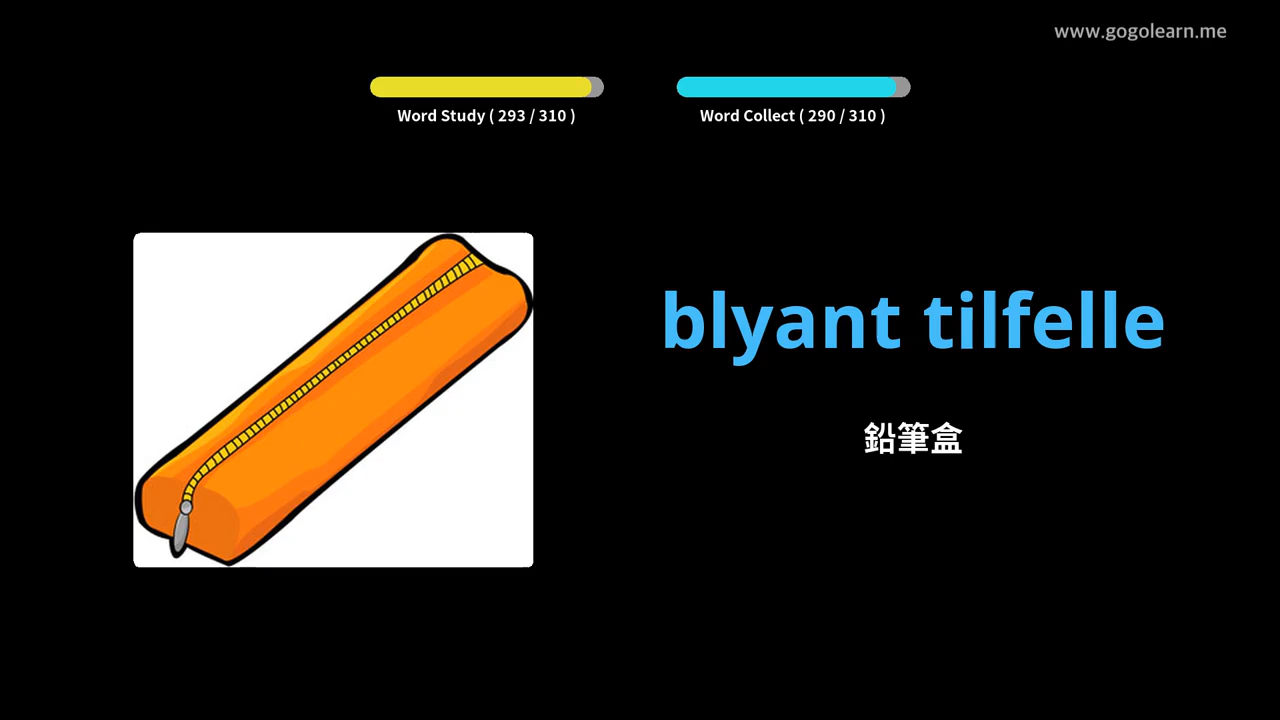 www.gogolearn.me
Word Study ( 293 / 310 )
Word Collect ( 290 / 310 )
blyant tilfelle
鉛筆盒